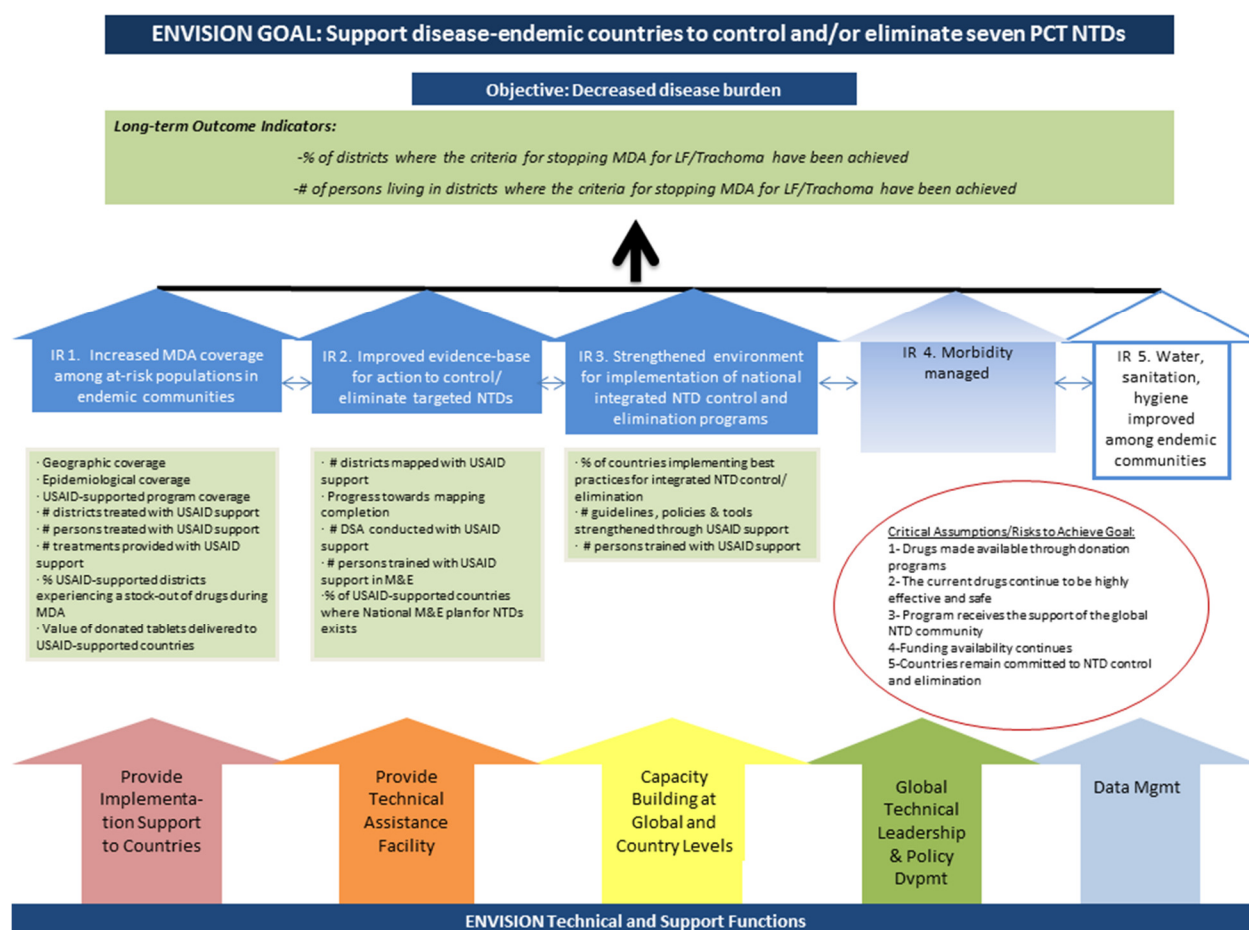 ENVISION GOAL: Support disease-endemic countries to control and/or eliminate seven PCT NTDs
Objective: Decreased disease burden
Long-term Outcome Indicators:
-% of districts where the criteria for stopping MDA for LF/Trachoma have been achieved
-# of persons living in districts where the criteria for stopping MDA for LF/Trachoma have been achieved
IR 1. Increased MDA coverage
among at-risk populations in
endemic communities
IR 2. Improved evidence-base
for action to control/
eliminate targeted NTDs
IR 3. Strengthened environment
for implementation of national
integrated NTD control and
elimination programs
IR 4. Morbidity
managed
IR 5. Water,
sanitation,
hygiene
improved
among endemic
communities
· Geographic coverage
· Epidemiological coverage
· USAID-supported program coverage
· # districts treated with USAID support
· # persons treated with USAID support
· # treatments provided with USAID
support
· % USAID-supported districts
experiencing a stock-out of drugs during
MDA
· Value of donated tablets delivered to
USAID-supported countries
· # districts mapped with USAID
support
· Progress towards mapping
completion
· # DSA conducted with USAID
support
· # persons trained with USAID
support in M&E
· % of USAID-supported countries
where National M&E plan for NTDs
exists
· % of countries implementing best
practices for integrated NTD control/
elimination
· # guidelines, policies & tools
strengthened through USAID support
· # persons trained with USAID support
Critical Assumptions/Risks to Achieve Goal:
1- Drugs made available through donation
programs
2- The current drugs continue to be highly
effective and safe
3- Program receives the support of the global
NTD community
4-Funding availability continues
5-Countries remain committed to NTD control
and elimination
Provide
Implementa-
tion Support
to Countries
Provide
Technical
Assistance
Facility
Capacity
Building at
Global and
Country Levels
Global
Technical
Leadership
& Policy
Dvpmt
Data Mgmt
ENVISION Technical and Support Functions